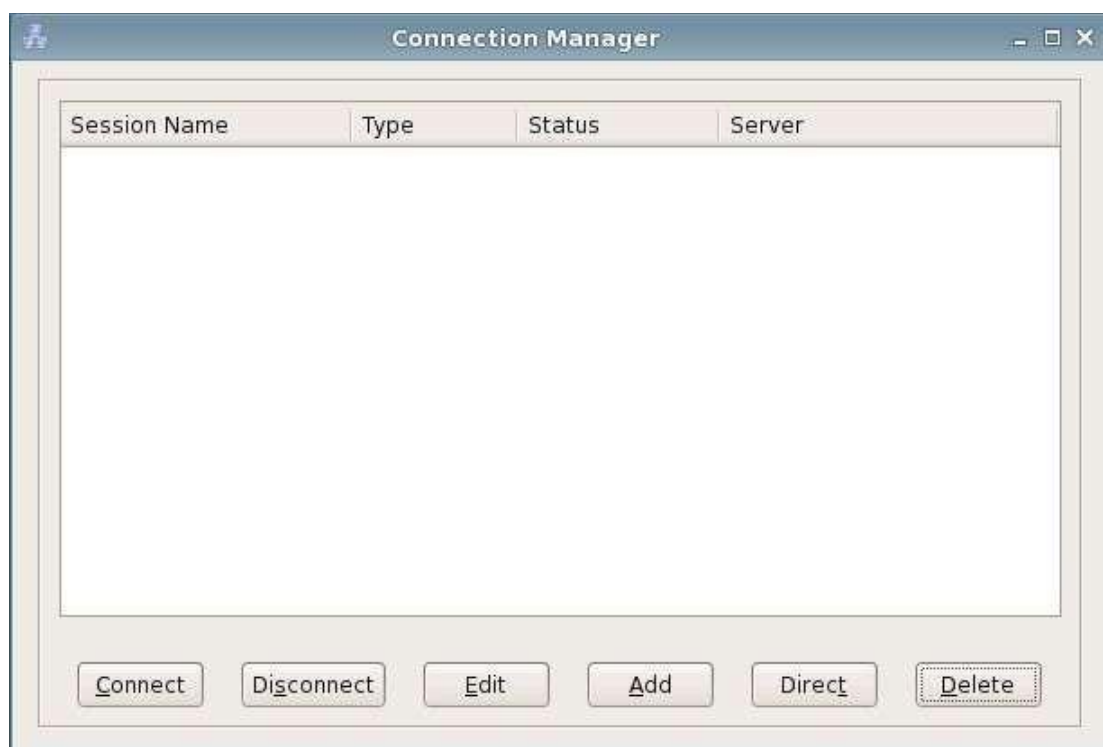 Connection Manager
Session Name Type Status Server
Connect Disconnect Edit Add Direct Delete